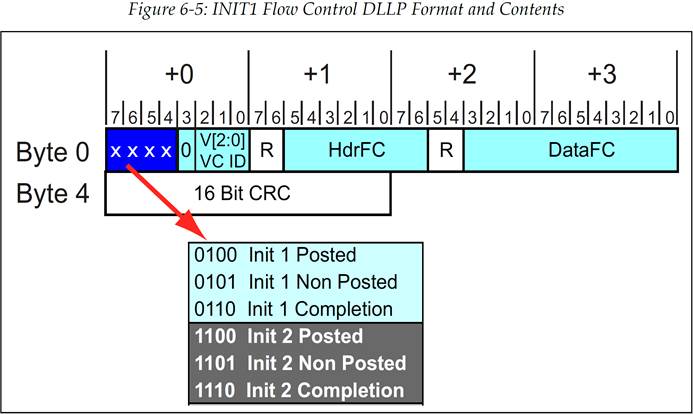 Figure 6-5: INIT1 Flow Control DLLP Format and Contents
+0 +1 +2 +3
7 6 5 4 3 2 1 0 7 6 5 4 3 2 1 0 7 6 5 4 3 2 1 0 7 6 5 4 3 2 1 0
Byte 0 x x x x 0 V[2:0] VC ID R HdrFC R DataFC
Byte 4 16 Bit CRC
0100 Init 1 Posted
0101 Init 1 Non Posted
0110 Init 1 Completion
1100 Init 2 Posted
1101 Init 2 Non Posted
1110 Init 2 Completion